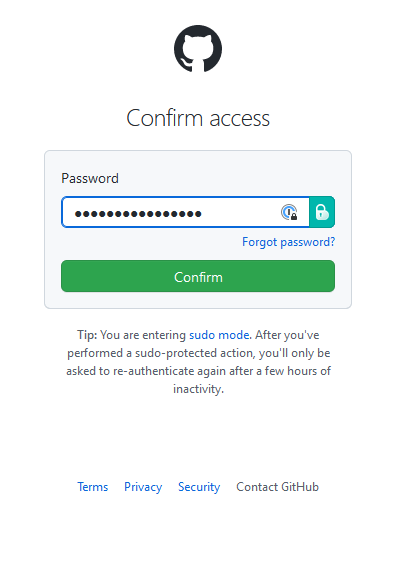 Confirm access
Password
••••••••••••••••
Forgot password?
Confirm
Tip: You are entering sudo mode. After you've
performed a sudo-protected action, you'll only be
asked to re-authenticate again after a few hours of
inactivity.
Terms Privacy Security Contact GitHub